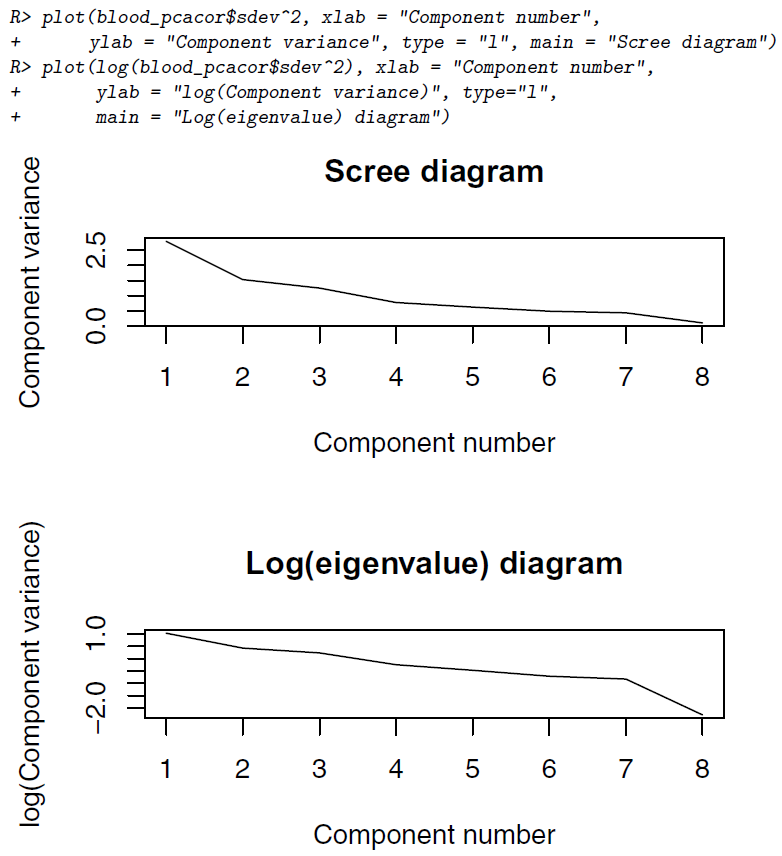 R> plot(blood_pcacor$sdev^2, xlab = "Component number",
+ ylab = "Component variance", type = "l", main = "Scree diagram")
R> plot(log(blood_pcacor$sdev^2), xlab = "Component number",
+ ylab = "log(Component variance)", type="l",
+ main = "Log(eigenvalue) diagram")
Scree diagram
Component variance
2.5
0.0
1 2 3 4 5 6 7 8
Component number
Log(eigenvalue) diagram
log(Component variance)
1.0
−2.0
1 2 3 4 5 6 7 8
Component number